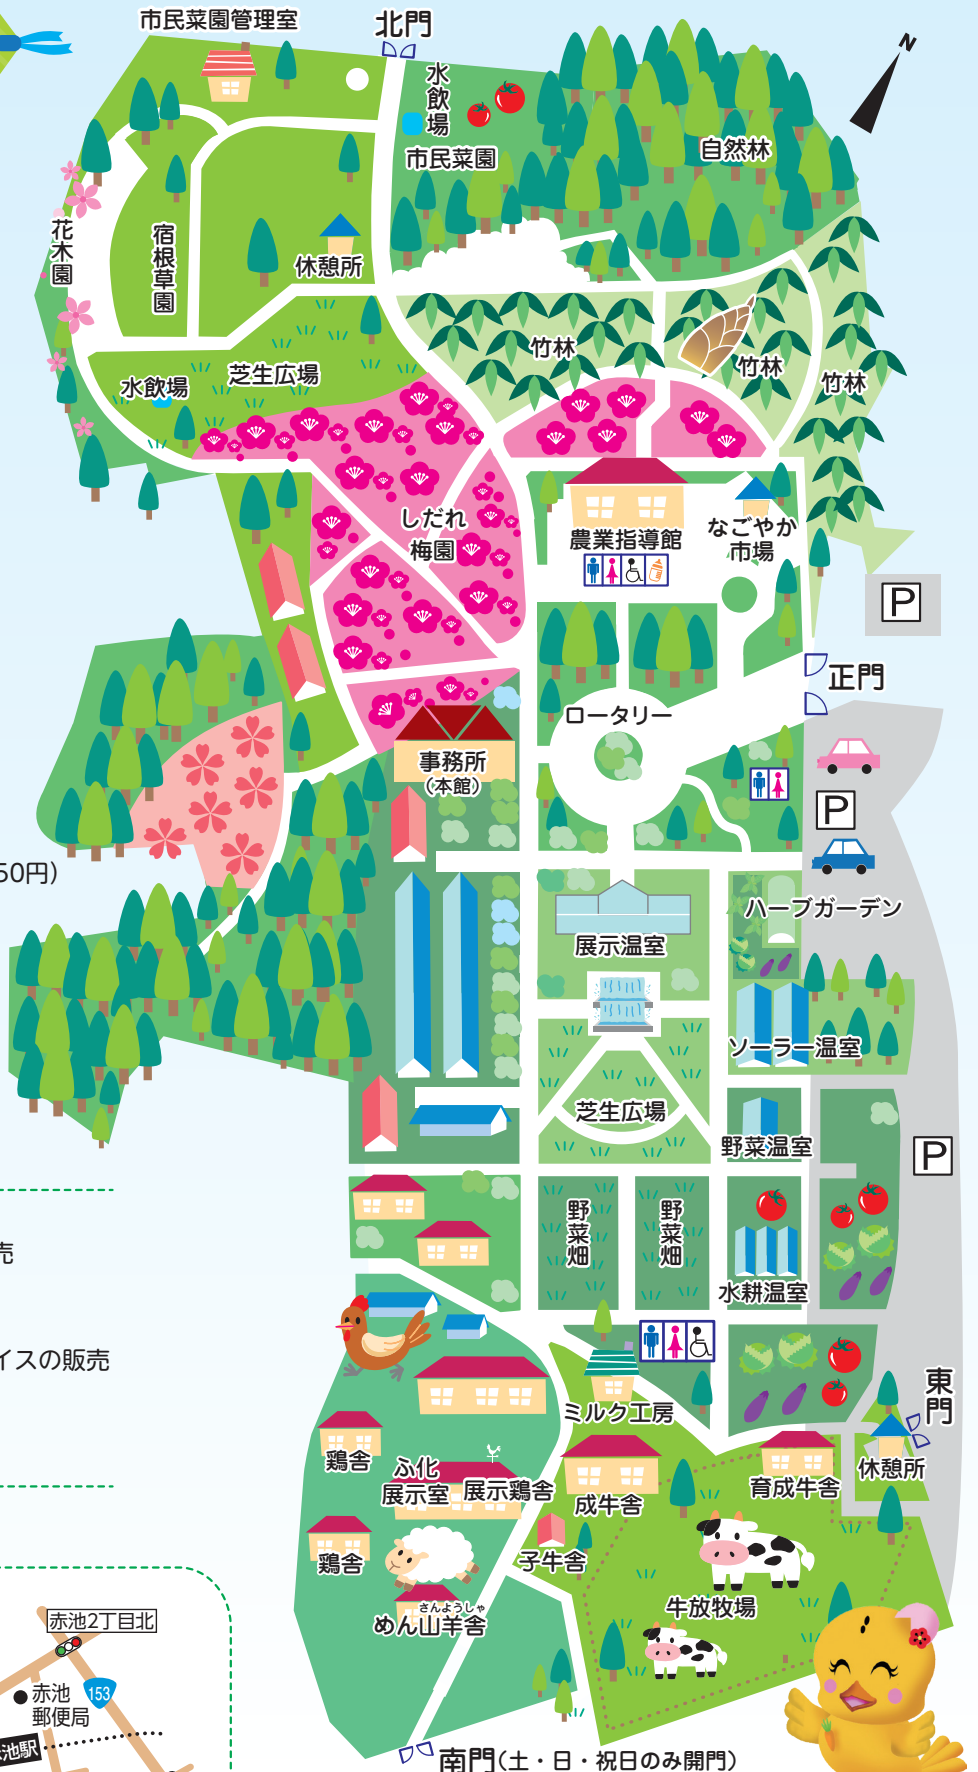 市民菜園管理室
北門
N
水飲場
市民菜園
自然林
花木園
宿根草園
休憩所
竹林
竹林
竹林
水飲場
芝生広場
しだれ
梅園
農業指導館
なごやか
市場
P
正門
ロータリー
事務所
(本館)
P
50円)
ハーブガーデン
展示温室
ソーラー温室
芝生広場
野菜温室
P
野菜畑
野菜畑
水耕温室
売
イスの販売
ミルク工房
東門
鶏舎
ふ化
展示室
展示鶏舎
成牛舎
育成牛舎
休憩所
鶏舎
子牛舎
さんようしゃ
めん山羊舎
牛放牧場
赤池2丁目北
赤池
郵便局
153
池駅
南門(土・日・祝日のみ開門)